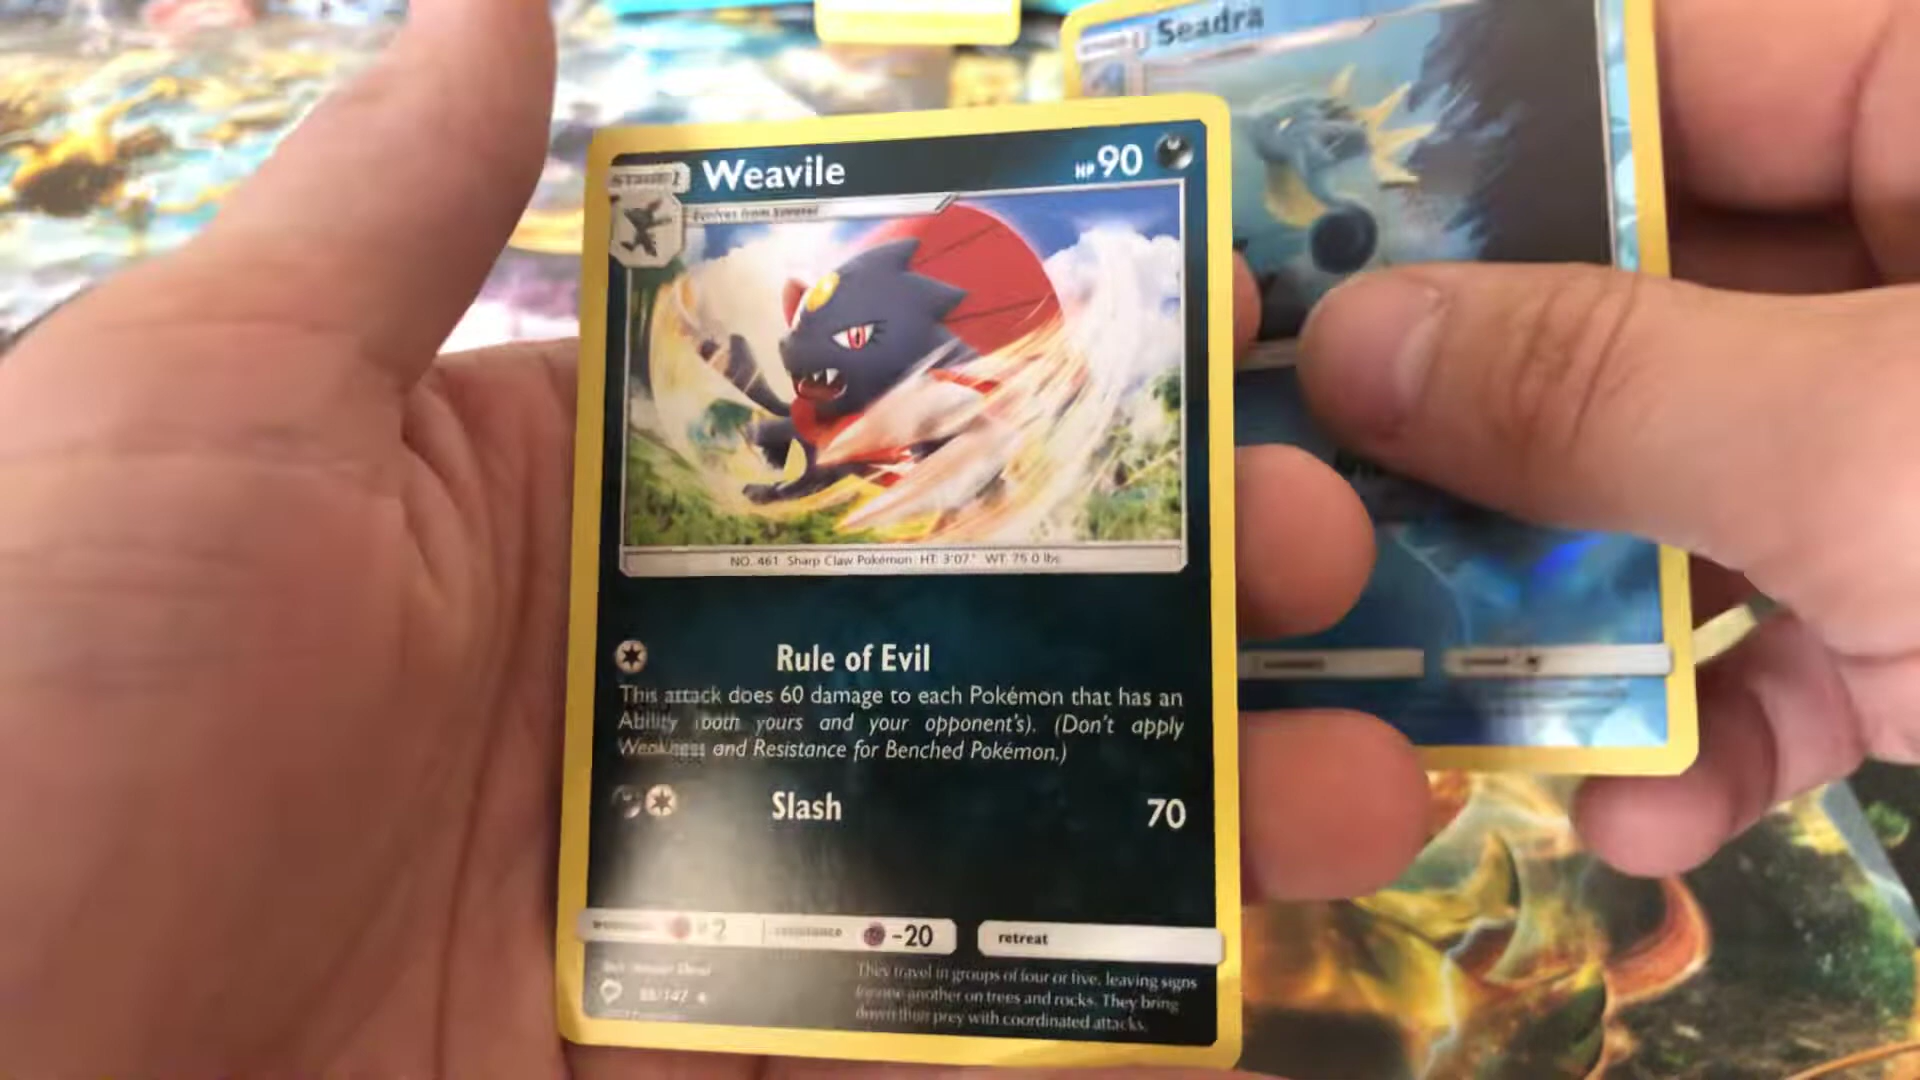 Seadra
STAGE 1 Weavile HP 90
Evolves from Sneasel
NO. 461 Sharp Claw Pokémon HT: 3'07" WT: 75.0 lbs
Rule of Evil
This attack does 60 damage to each Pokémon that has an
Ability (both yours and your opponent's). (Don't apply
Weakness and Resistance for Benched Pokémon.)
Slash 70
weakness ×2 resistance -20 retreat
They travel in groups of four or five, leaving signs
for one another on trees and rocks. They bring
down their prey with coordinated attacks.
86/147 ★